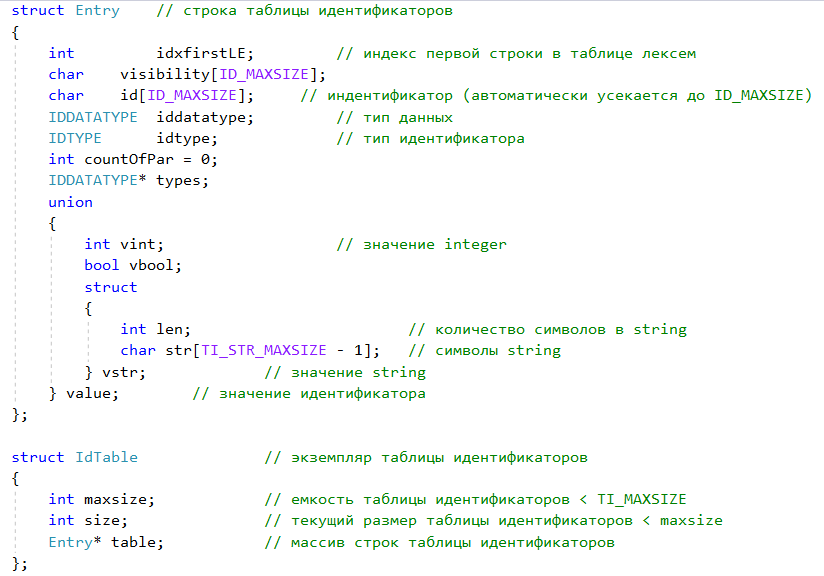 struct Entry    // строка таблицы идентификаторов
{
    int         idxfirstLE;         // индекс первой строки в таблице лексем
    char    visibility[ID_MAXSIZE];
    char    id[ID_MAXSIZE];     // индентификатор (автоматически усекается до ID_MAXSIZE)
    IDDATATYPE  iddatatype;         // тип данных
    IDTYPE      idtype;             // тип идентификатора
    int countOfPar = 0;
    IDDATATYPE* types;
    union
    {
        int vint;                   // значение integer
        bool vbool;
        struct
        {
            int len;                        // количество символов в string
            char str[TI_STR_MAXSIZE - 1];   // символы string
        } vstr;             // значение string
    } value;        // значение идентификатора
};

struct IdTable              // экземпляр таблицы идентификаторов
{
    int maxsize;            // емкость таблицы идентификаторов < TI_MAXSIZE
    int size;               // текущий размер таблицы идентификаторов < maxsize
    Entry* table;           // массив строк таблицы идентификаторов
};